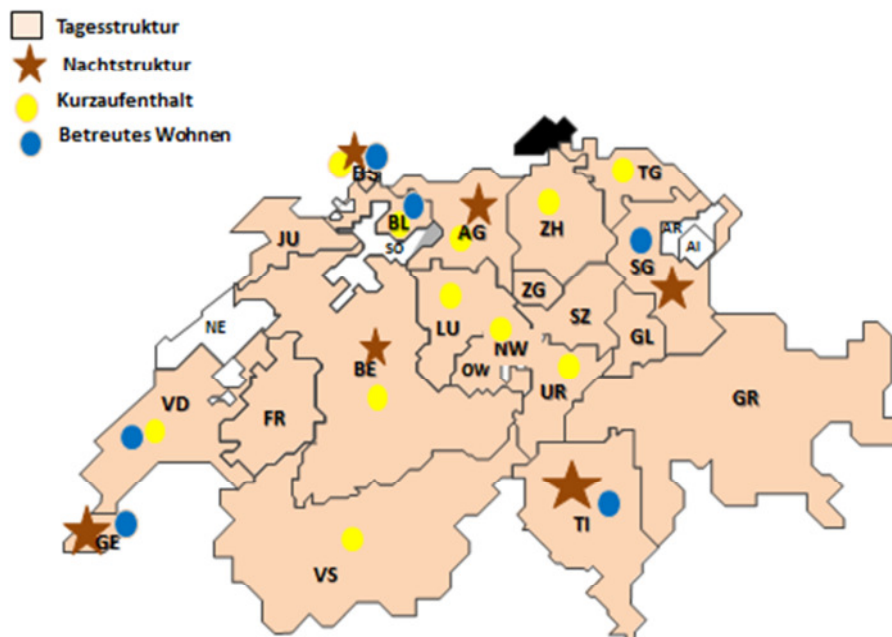 Tagesstruktur
Nachtstruktur
Kurzaufenthalt
Betreutes Wohnen
BS
TG
BL
AG
ZH
JU
SO
AR
AI
SG
ZG
NE
LU
NW
SZ
GL
BE
OW
UR
VD
FR
GR
TI
GE
VS